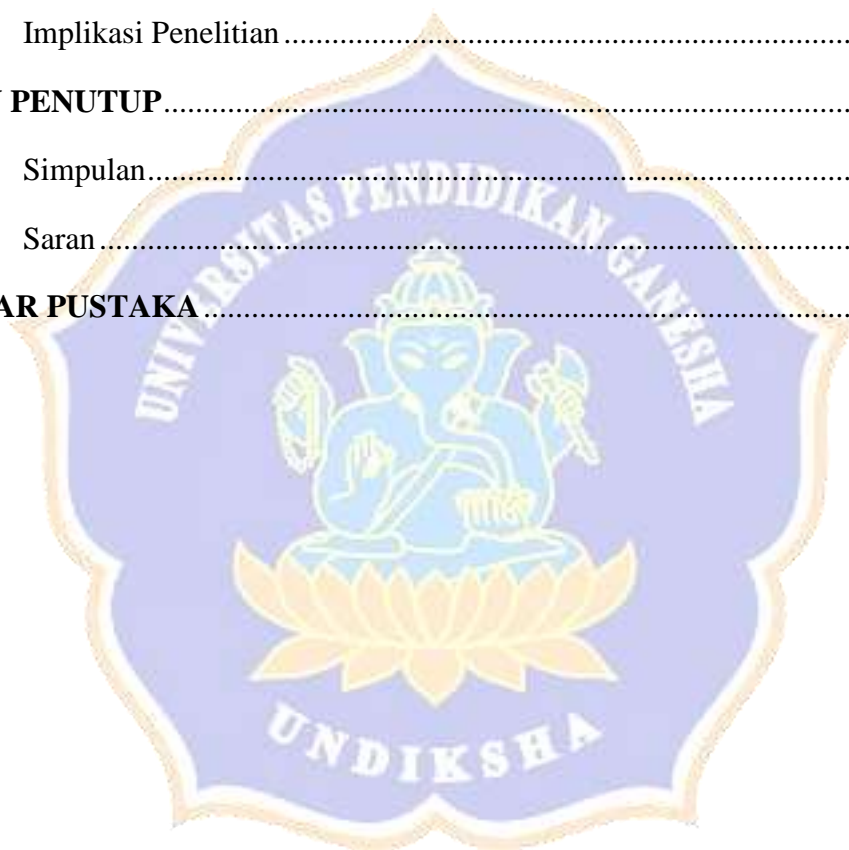 Implikasi Penelitian ........................................................................
PENUTUP ........................................................................................
Simpulan .........................................................................................
Saran ...............................................................................................
AR PUSTAKA ...................................................................................
UNIVERSITAS PENDIDIKAN GANESHA
UNDIKSHA